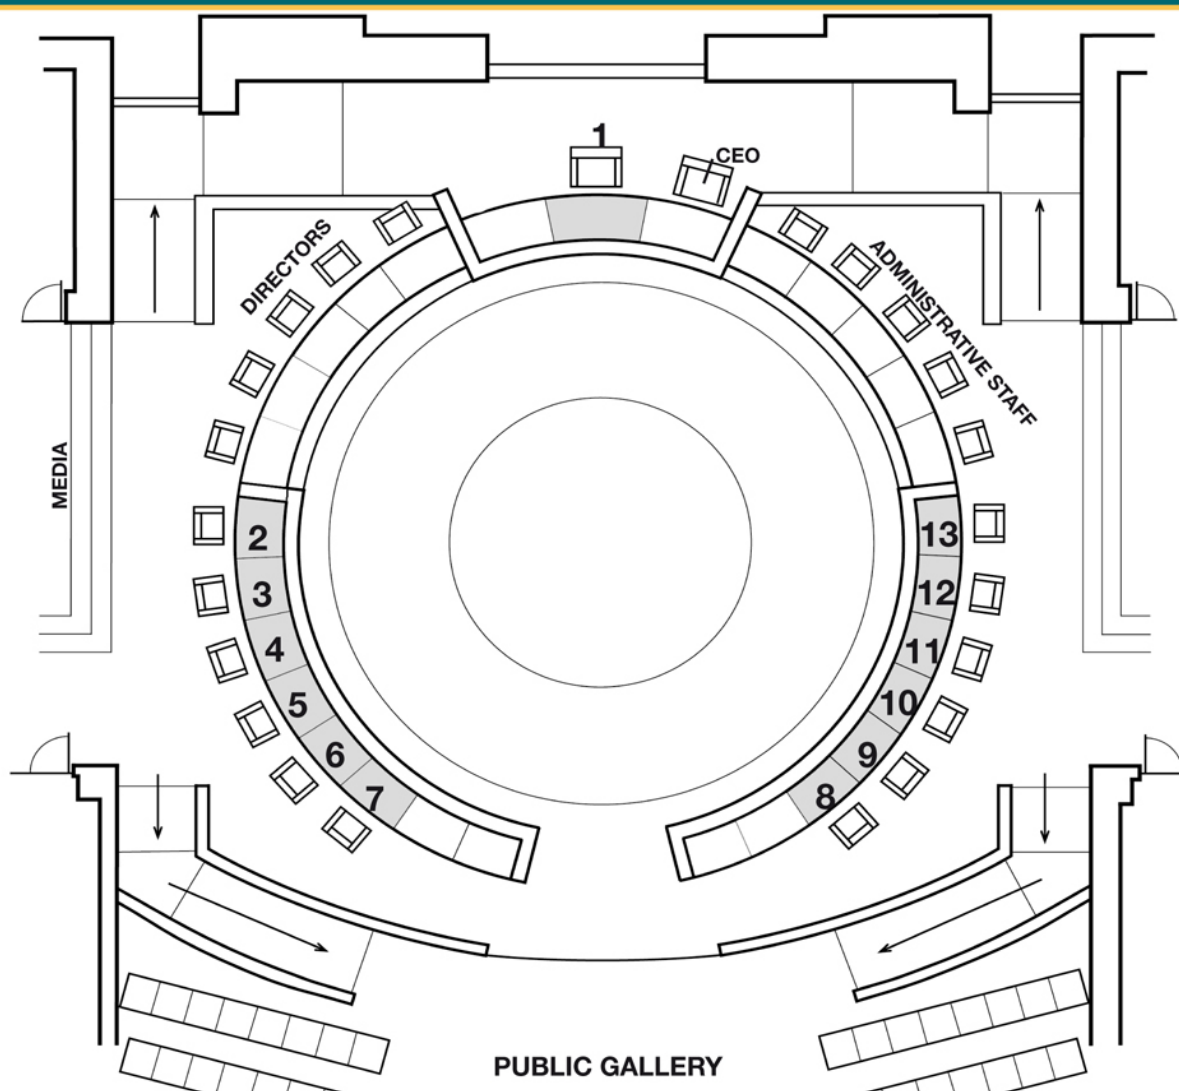 1
CEO
DIRECTORS
ADMINISTRATIVE STAFF
MEDIA
2
13
3
12
4
11
5
10
6
9
7
8
PUBLIC GALLERY